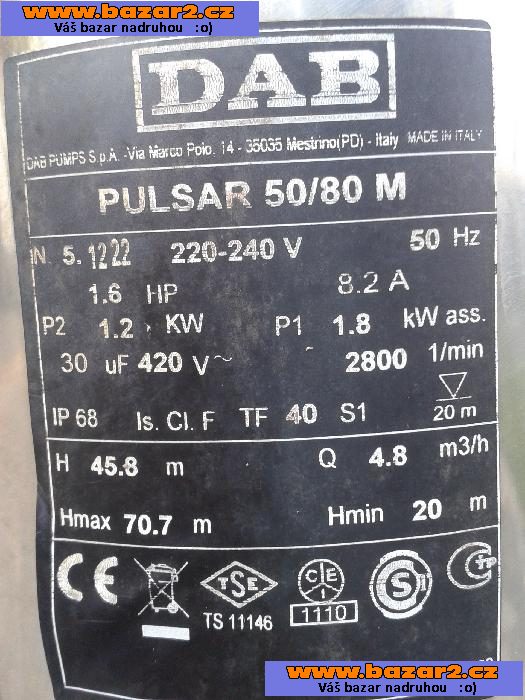 www.bazar2.cz
Váš bazar nadruhou :o)
DAB
DAB PUMPS S.p.A. -Via Marco Polo, 14 - 35035 Mestrino(PD) - Italy MADE IN ITALY
PULSAR 50/80 M
N. 5.1222 220-240 V 50 Hz
1.6 HP 8.2 A
P2 1.2 KW P1 1.8 kW ass.
30 uF 420 V~ 2800 1/min
IP 68 Is. Cl. F TF 40 S1 20 m
H 45.8 m Q 4.8 m3/h
Hmax 70.7 m Hmin 20 m
CE TSE CE S
TS 11146 1110
www.bazar2.cz
Váš bazar nadruhou :o)